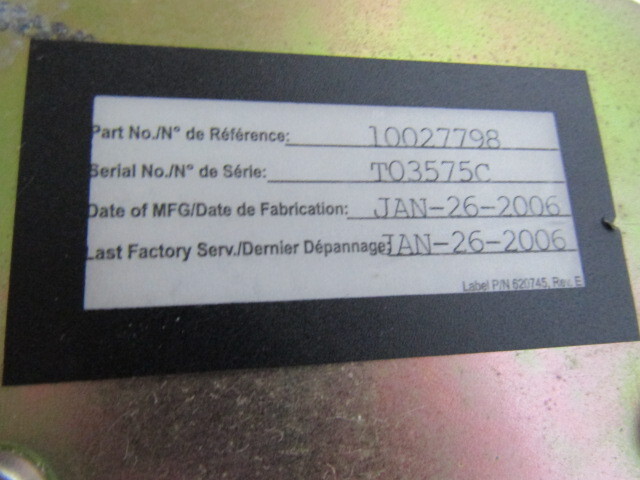 Part No./N° de Référence: 10027798
Serial No./N° de Série: T03575C
Date of MFG/Date de Fabrication: JAN-26-2006
Last Factory Serv./Dernier Dépannage: JAN-26-2006
Label P/N 620745, Rev. E